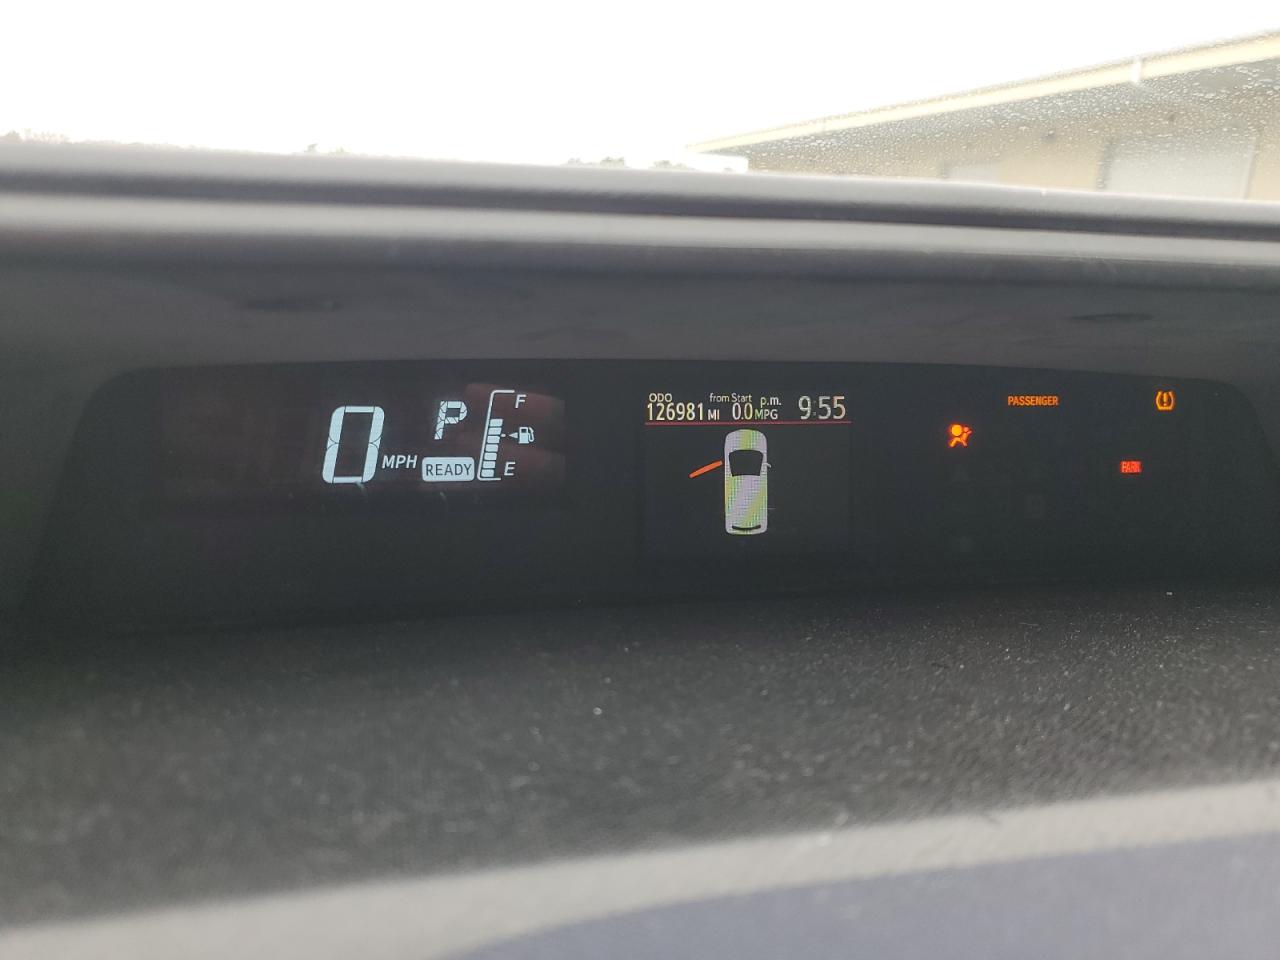 0 MPH
P
READY
F
E
ODO
126981 MI
from Start
0.0 MPG
p.m.
9:55
PASSENGER
PARK